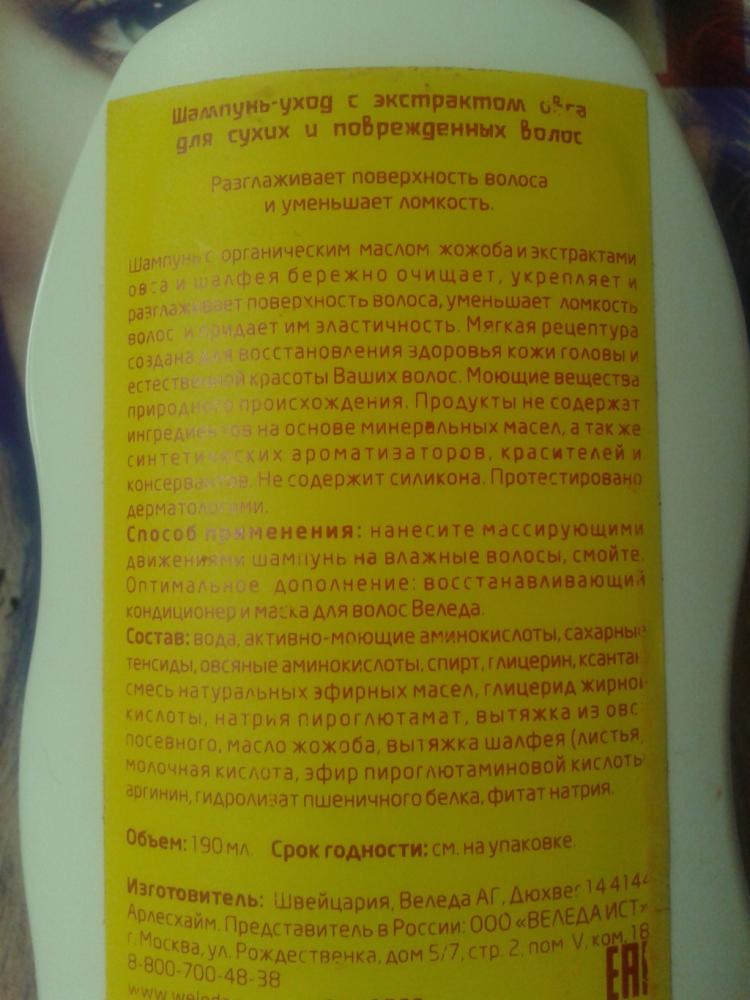 Шампунь-уход с экстрактом овса
для сухих и поврежденных волос
Разглаживает поверхность волоса
и уменьшает ломкость.
Шампунь с органическим маслом жожоба и экстрактами
овса и шалфея бережно очищает, укрепляет и
разглаживает поверхность волоса, уменьшает ломкость
волос и придает им эластичность. Мягкая рецептура
создана для восстановления здоровья кожи головы и
естественной красоты Ваших волос. Моющие вещества
природного происхождения. Продукты не содержат
ингредиентов на основе минеральных масел, а так же
синтетических ароматизаторов, красителей и
консервантов. Не содержит силикона. Протестировано
дерматологами.
Способ применения: нанесите массирующими
движениями шампунь на влажные волосы, смойте.
Оптимальное дополнение: восстанавливающий
кондиционер и маска для волос Веледа.
Состав: вода, активно-моющие аминокислоты, сахарные
тенсиды, овсяные аминокислоты, спирт, глицерин, ксантан
смесь натуральных эфирных масел, глицерид жирной
кислоты, натрия пироглютамат, вытяжка из овса
посевного, масло жожоба, вытяжка шалфея (листья,
молочная кислота, эфир пироглютаминовой кислоты
аргинин, гидролизат пшеничного белка, фитат натрия.
Объем: 190 мл. Срок годности: см. на упаковке.
Изготовитель: Швейцария, Веледа АГ, Дюхвег 14 4144
Арлесхайм. Представитель в России: ООО «ВЕЛЕДА ИСТ»
г. Москва, ул. Рождественка, дом 5/7, стр. 2, пом V, ком. 18
8-800-700-48-38
EAC